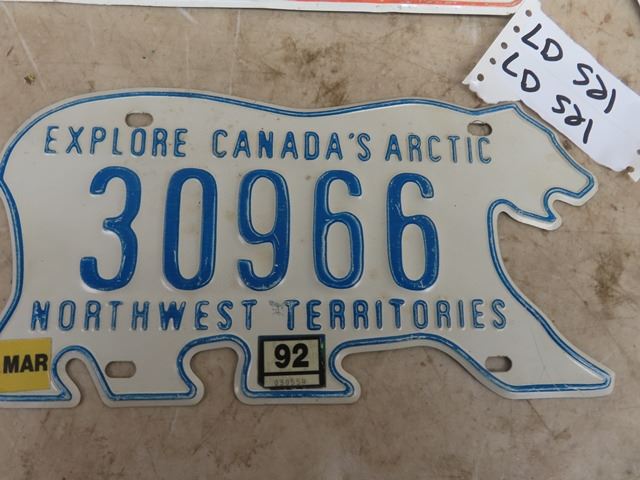 EXPLORE CANADA'S ARCTIC
30966
NORTHWEST TERRITORIES
MAR
92
LD 521
LD 521